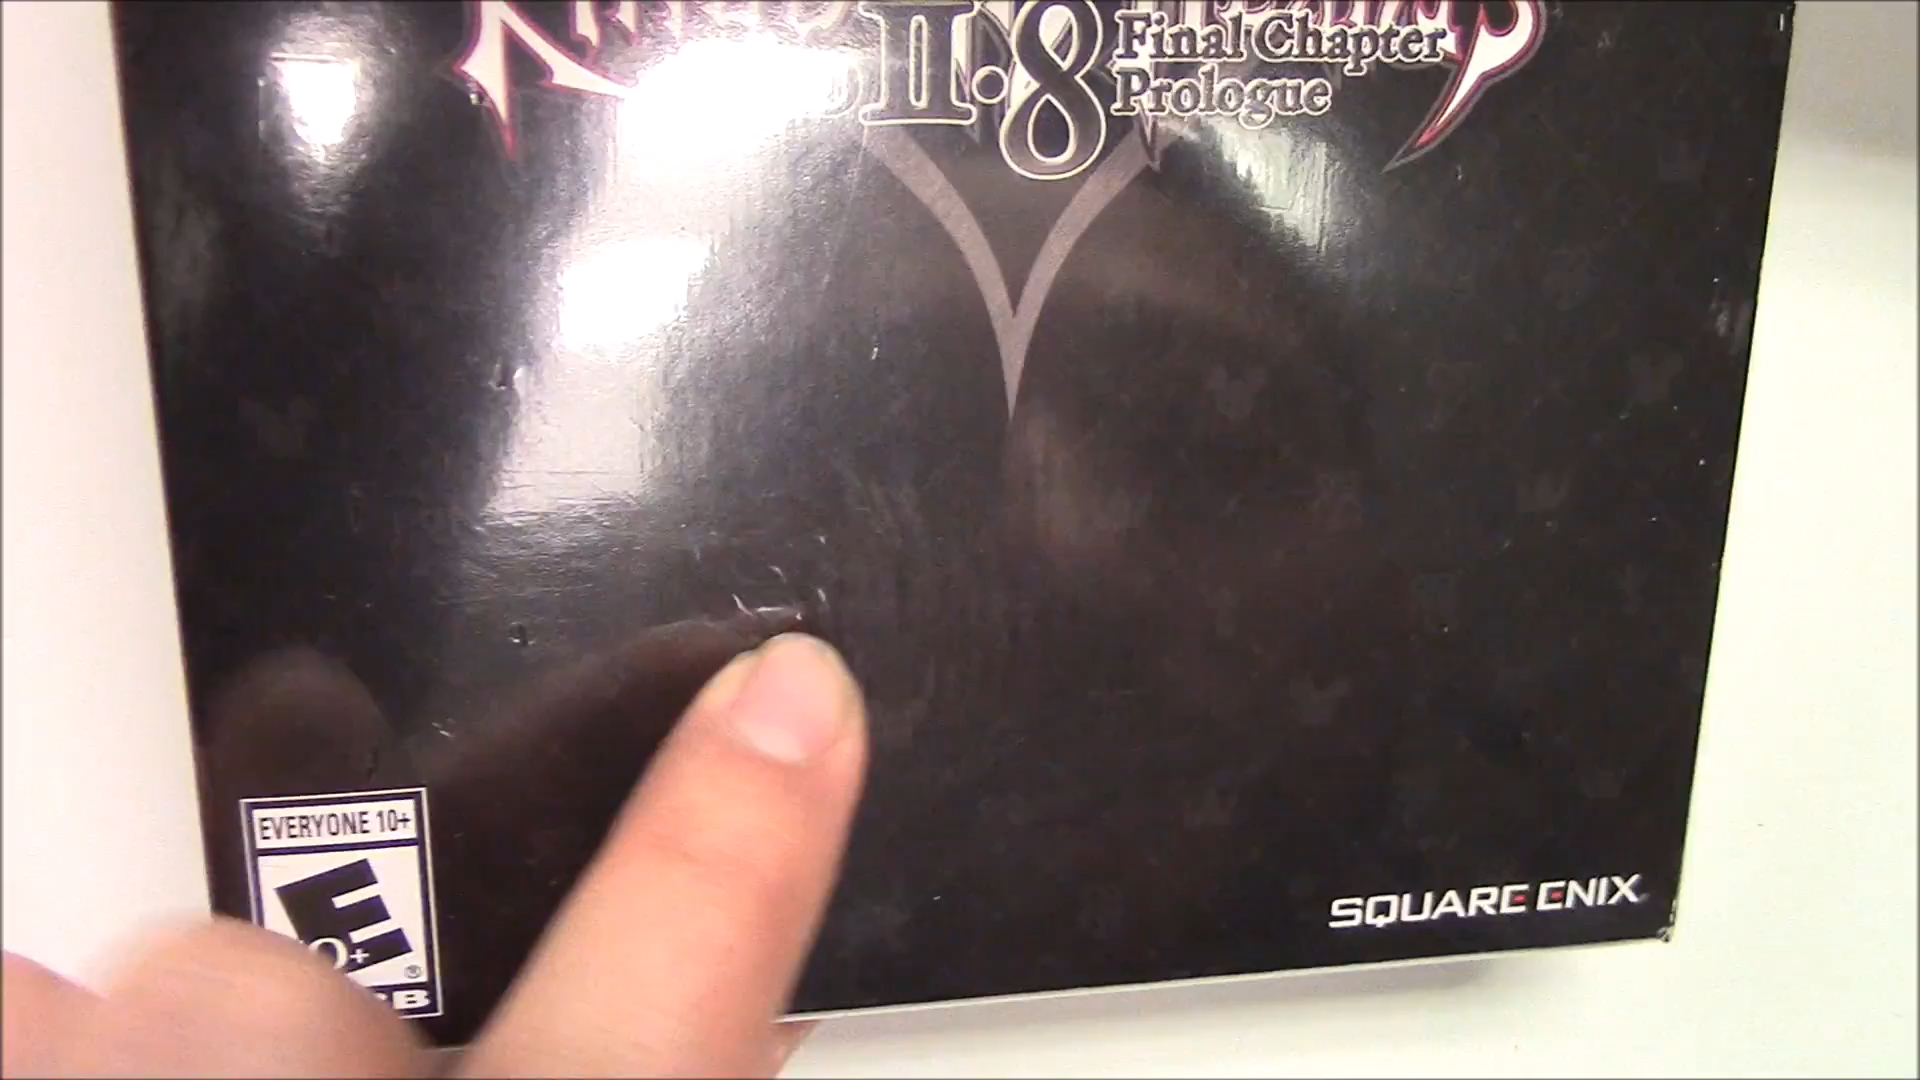 II.8 Final Chapter
Prologue
EVERYONE 10+
E
SQUARE ENIX